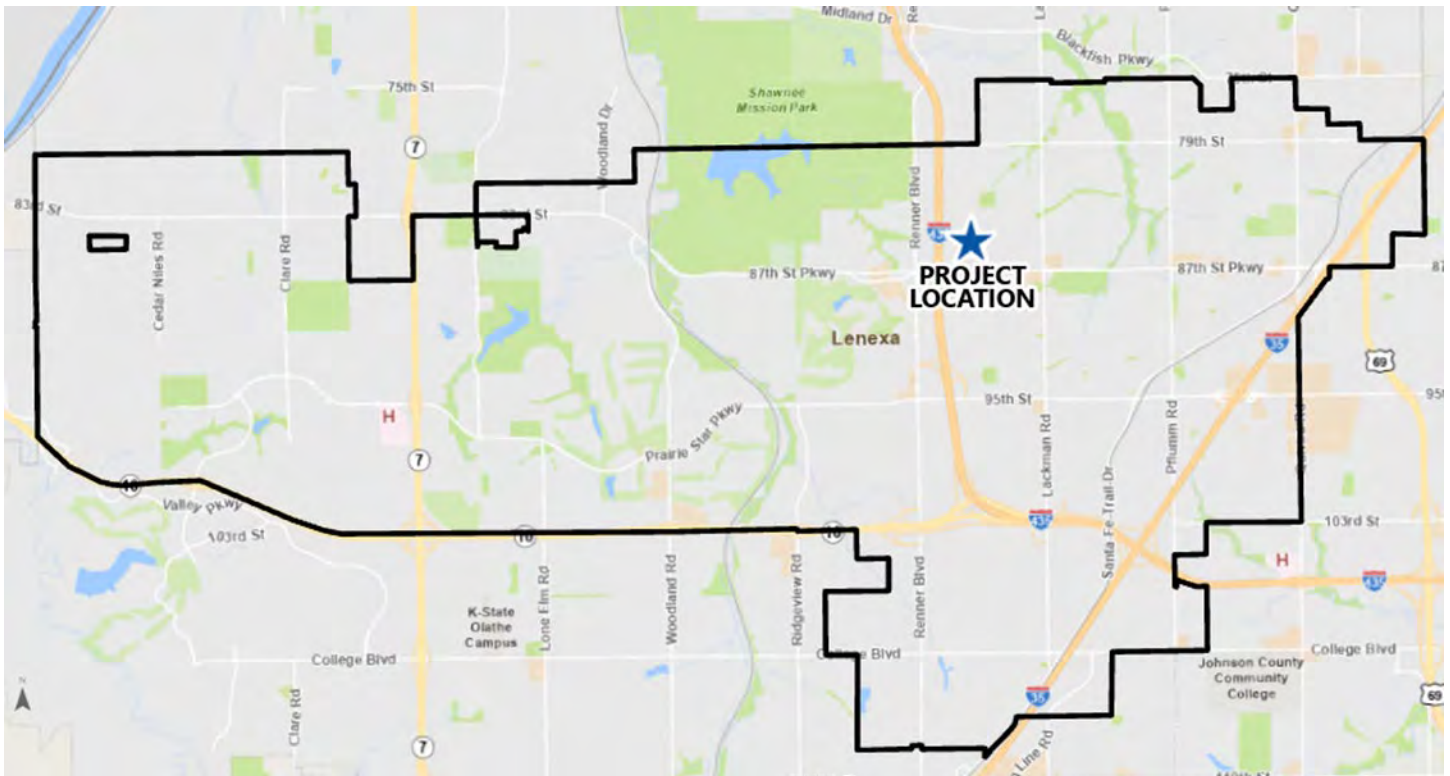 Midland Dr
Blackfish Pkwy
75th St
75th St
Shawnee
Mission Park
7
Woodland Dr
79th St
83rd St
Renner Blvd
Cedar Niles Rd
Clare Rd
87th St Pkwy
PROJECT
LOCATION
87th St Pkwy
Lenexa
35
69
H
95th St
Prairie Star Pkwy
7
Lackman Rd
Pflumm Rd
Santa Fe Trail Dr
10
Valley Pkwy
103rd St
10
10
435
103rd St
H
435
K-State
Olathe
Campus
Lone Elm Rd
Woodland Rd
Ridgeview Rd
Renner Blvd
College Blvd
College Blvd
College Blvd
Johnson County
Community
College
N
Clare Rd
35
69
7